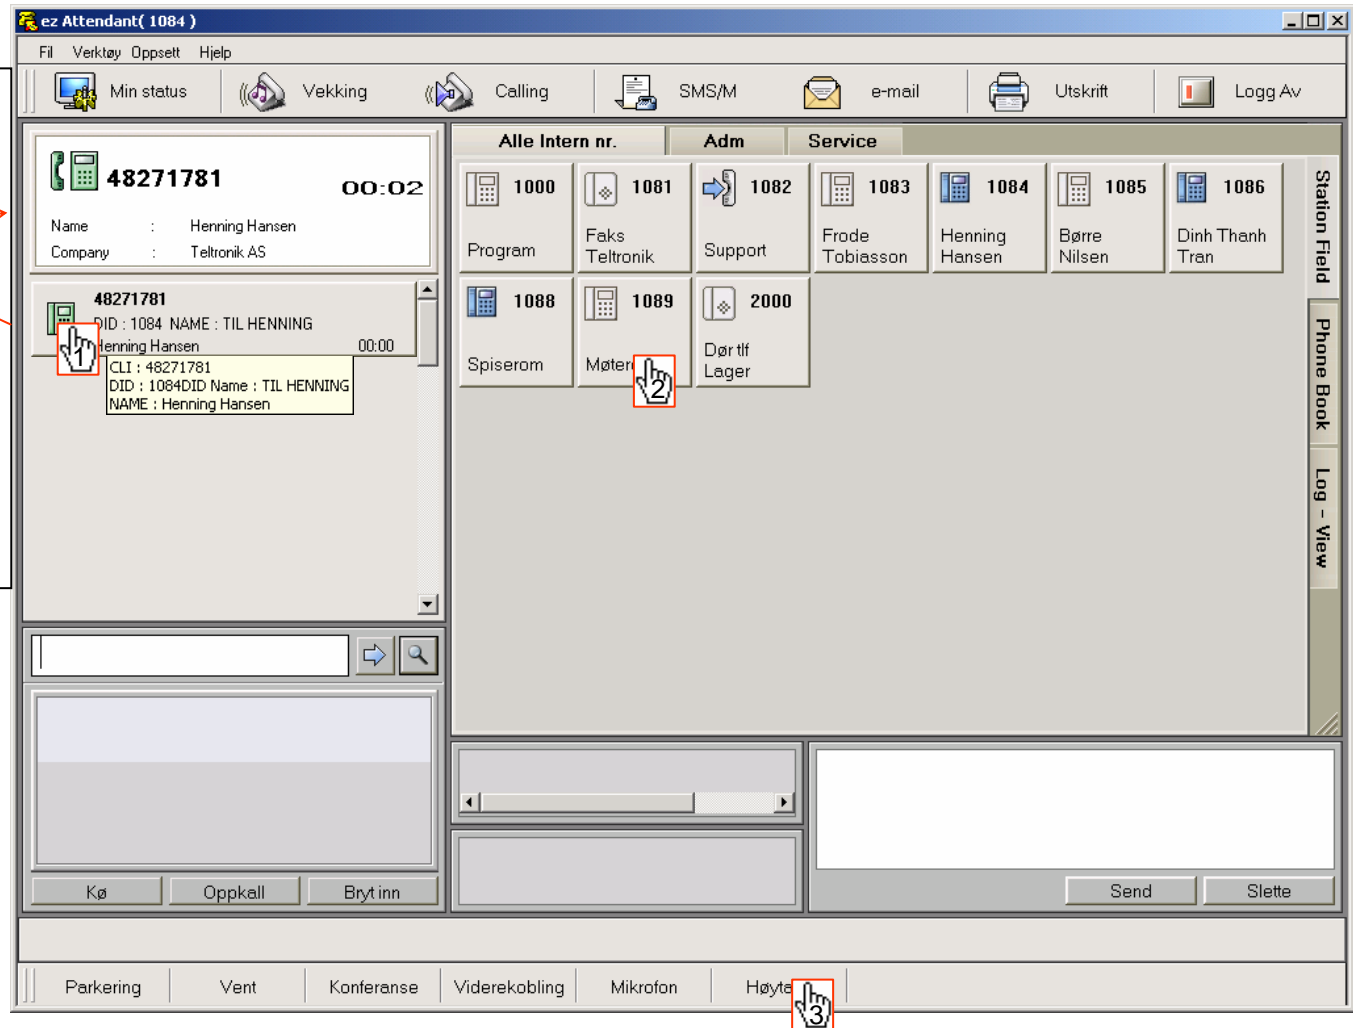 ez Attendant( 1084 )
Fil Verktøy Oppsett Hjelp
Min status Vekking Calling SMS/M e-mail Utskrift Logg Av
48271781 00:02
Name : Henning Hansen
Company : Teltronik AS
48271781
DID : 1084 NAME : TIL HENNING
Henning Hansen 00:00
1
CLI : 48271781
DID : 1084DID Name : TIL HENNING
NAME : Henning Hansen
Alle Intern nr. Adm Service
1000
Program
1081
Faks
Teltronik
1082
Support
1083
Frode
Tobiasson
1084
Henning
Hansen
1085
Børre
Nilsen
1086
Dinh Thanh
Tran
1088
Spiserom
1089
2
2000
Dør tlf
Lager
Station Field
Phone Book
Log - View
Kø Oppkall Bryt inn
Send Slette
Parkering Vent Konferanse Viderekobling Mikrofon
3